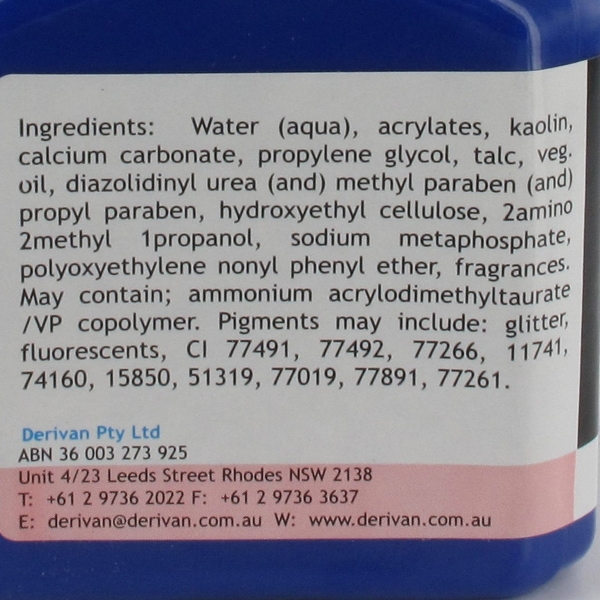 Ingredients: Water (aqua), acrylates, kaolin,
calcium carbonate, propylene glycol, talc, veg.
oil, diazolidinyl urea (and) methyl paraben (and)
propyl paraben, hydroxyethyl cellulose, 2amino
2methyl 1propanol, sodium metaphosphate,
polyoxyethylene nonyl phenyl ether, fragrances.
May contain; ammonium acrylodimethyltaurate
/VP copolymer. Pigments may include: glitter,
fluorescents, CI 77491, 77492, 77266, 11741,
74160, 15850, 51319, 77019, 77891, 77261.
Derivan Pty Ltd
ABN 36 003 273 925
Unit 4/23 Leeds Street Rhodes NSW 2138
T: +61 2 9736 2022 F: +61 2 9736 3637
E: derivan@derivan.com.au W: www.derivan.com.au